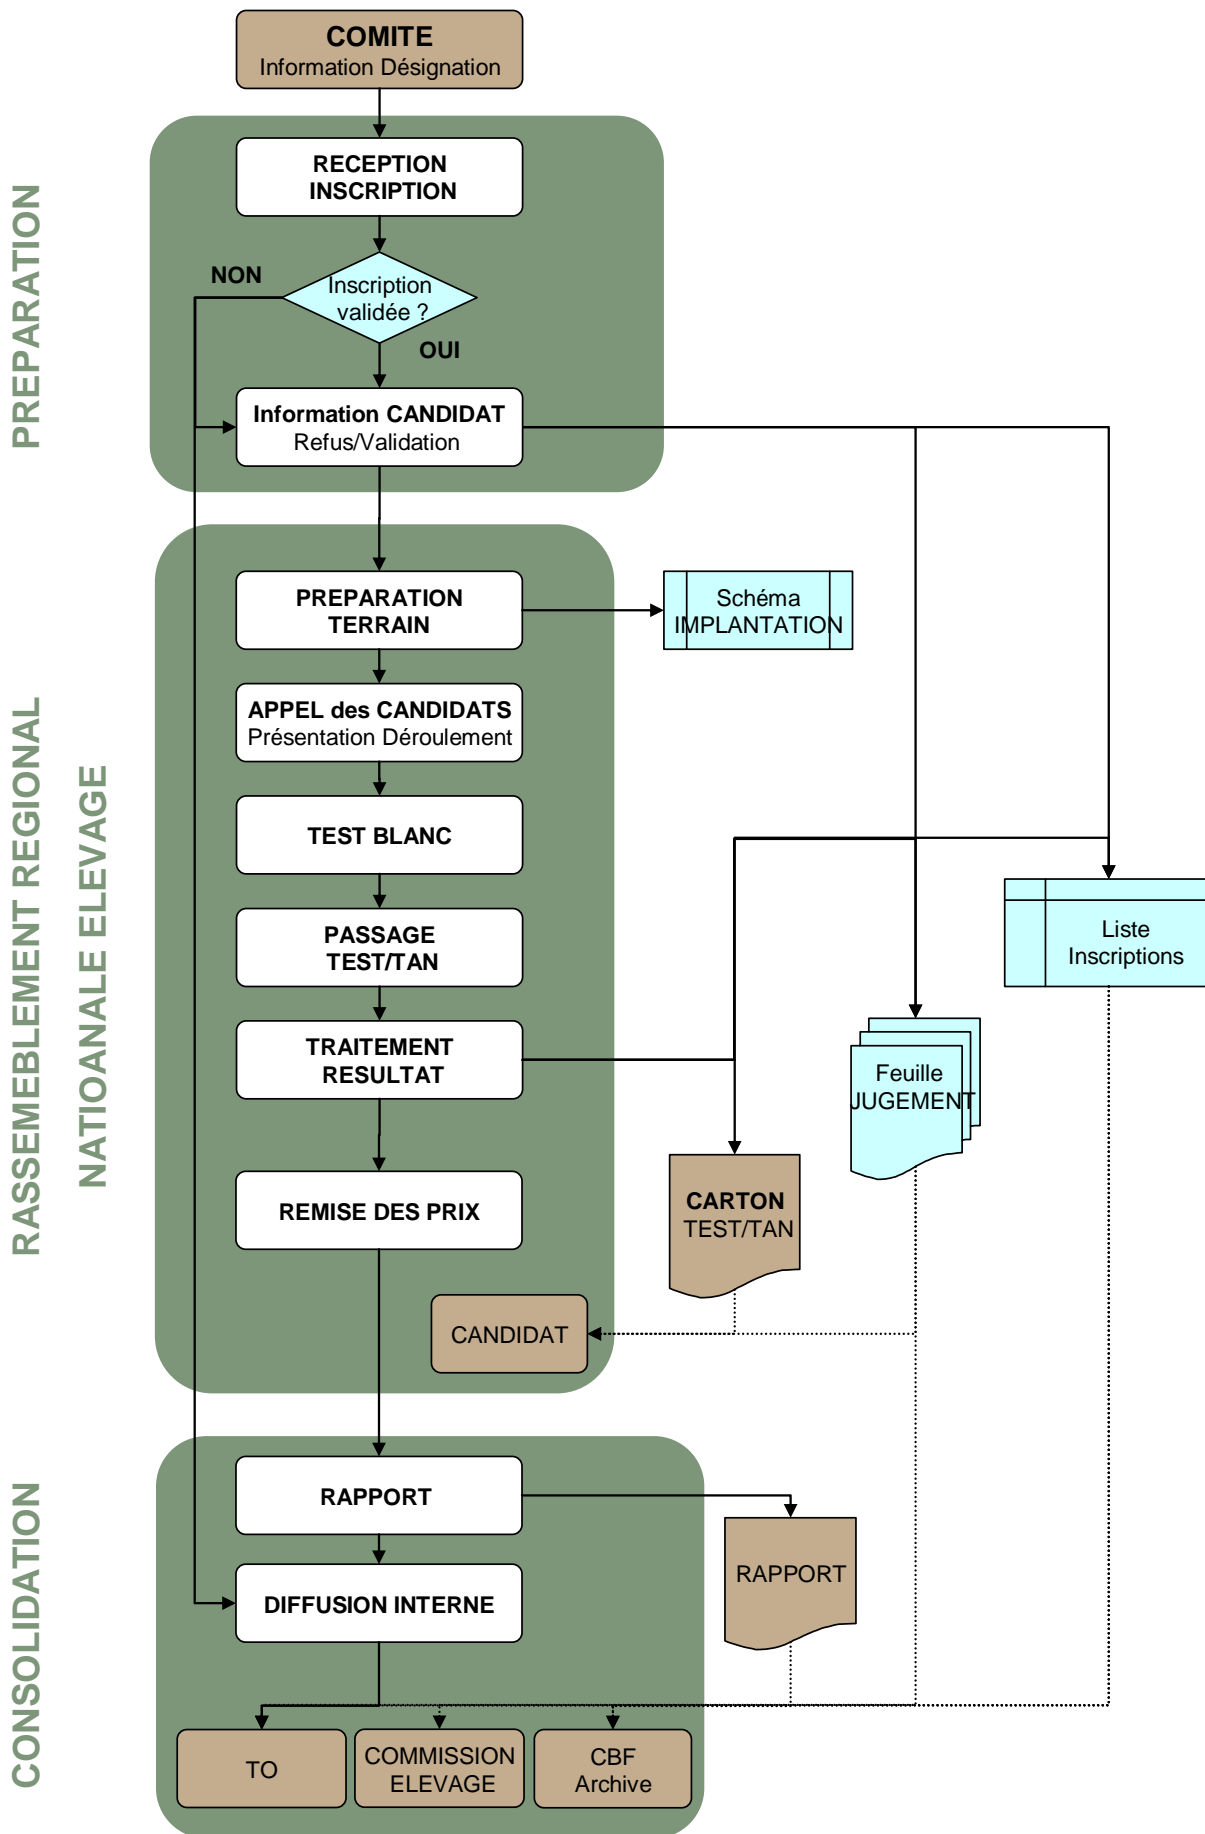 COMITE
Information Désignation
PREPARATION
RECEPTION
INSCRIPTION
NON
Inscription
validée ?
OUI
Information CANDIDAT
Refus/Validation
RASSEMEBLEMENT REGIONAL
NATIOANALE ELEVAGE
PREPARATION
TERRAIN
Schéma
IMPLANTATION
APPEL des CANDIDATS
Présentation Déroulement
TEST BLANC
PASSAGE
TEST/TAN
Liste
Inscriptions
TRAITEMENT
RESULTAT
Feuille
JUGEMENT
REMISE DES PRIX
CARTON
TEST/TAN
CANDIDAT
CONSOLIDATION
RAPPORT
RAPPORT
DIFFUSION INTERNE
TO
COMMISSION
ELEVAGE
CBF
Archive